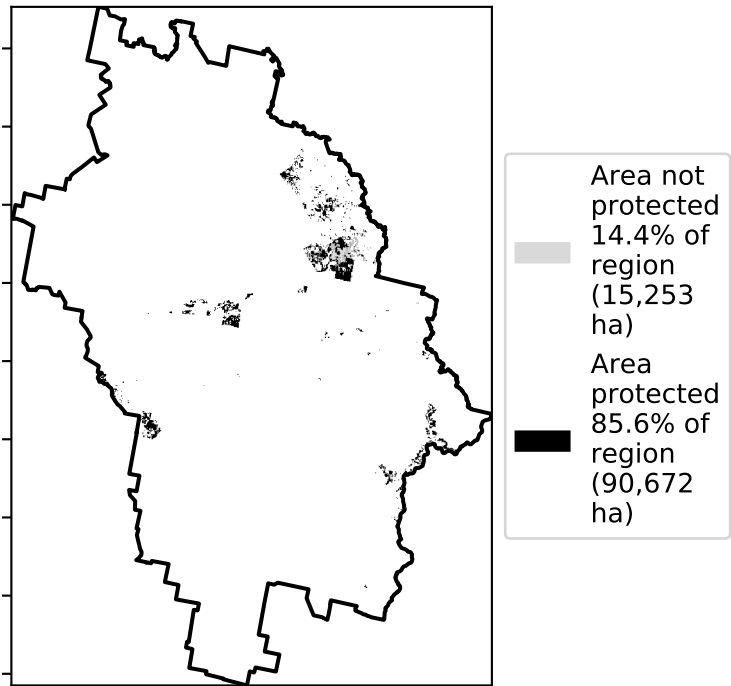 Area not
protected
14.4% of
region
(15,253
ha)
Area
protected
85.6% of
region
(90,672
ha)